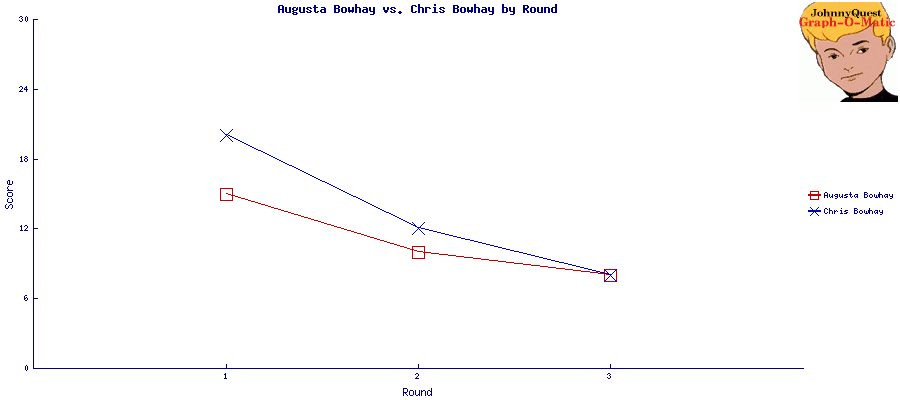 Augusta Bowhay vs. Chris Bowhay by Round
JohnnyQuest
Graph-O-Matic
30
24
18
12
6
0
Score
1
2
3
Round
Augusta Bowhay
Chris Bowhay